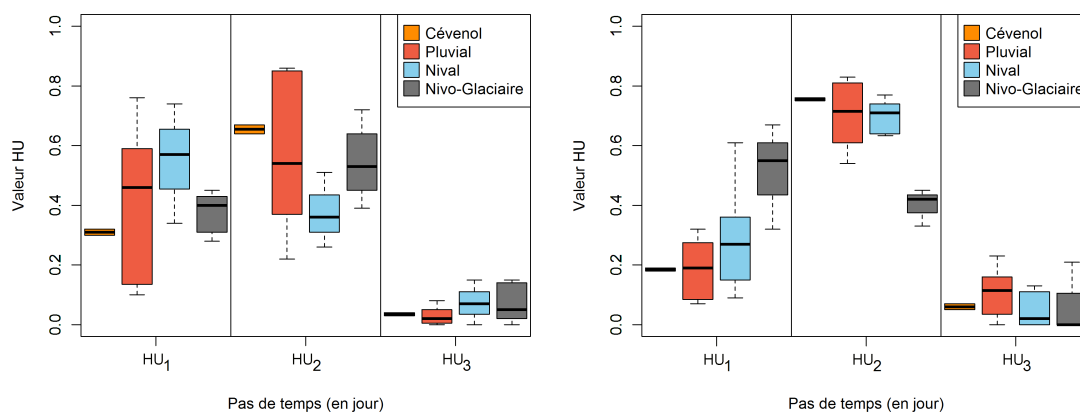 Valeur HU
1.0
0.8
0.6
0.4
0.2
0.0
Cévenol
Pluvial
Nival
Nivo-Glaciaire
HU1 HU2 HU3
Pas de temps (en jour)
Valeur HU
1.0
0.8
0.6
0.4
0.2
0.0
Cévenol
Pluvial
Nival
Nivo-Glaciaire
HU1 HU2 HU3
Pas de temps (en jour)